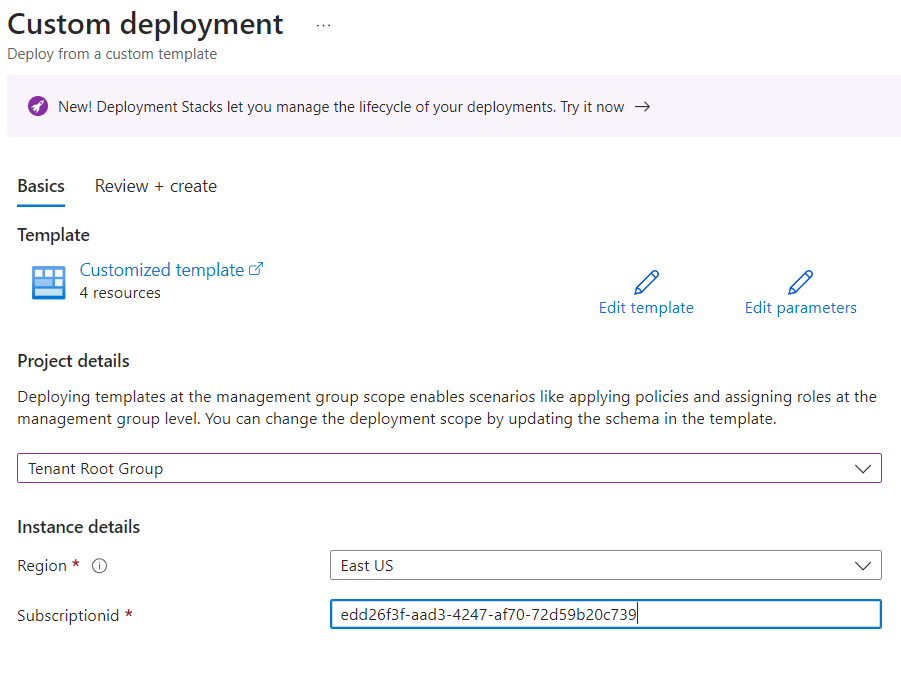 Custom deployment ...
Deploy from a custom template
New! Deployment Stacks let you manage the lifecycle of your deployments. Try it now →
Basics Review + create
Template
Customized template
4 resources
Edit template Edit parameters
Project details
Deploying templates at the management group scope enables scenarios like applying policies and assigning roles at the
management group level. You can change the deployment scope by updating the schema in the template.
Tenant Root Group
Instance details
Region * East US
Subscriptionid * edd26f3f-aad3-4247-af70-72d59b20c739